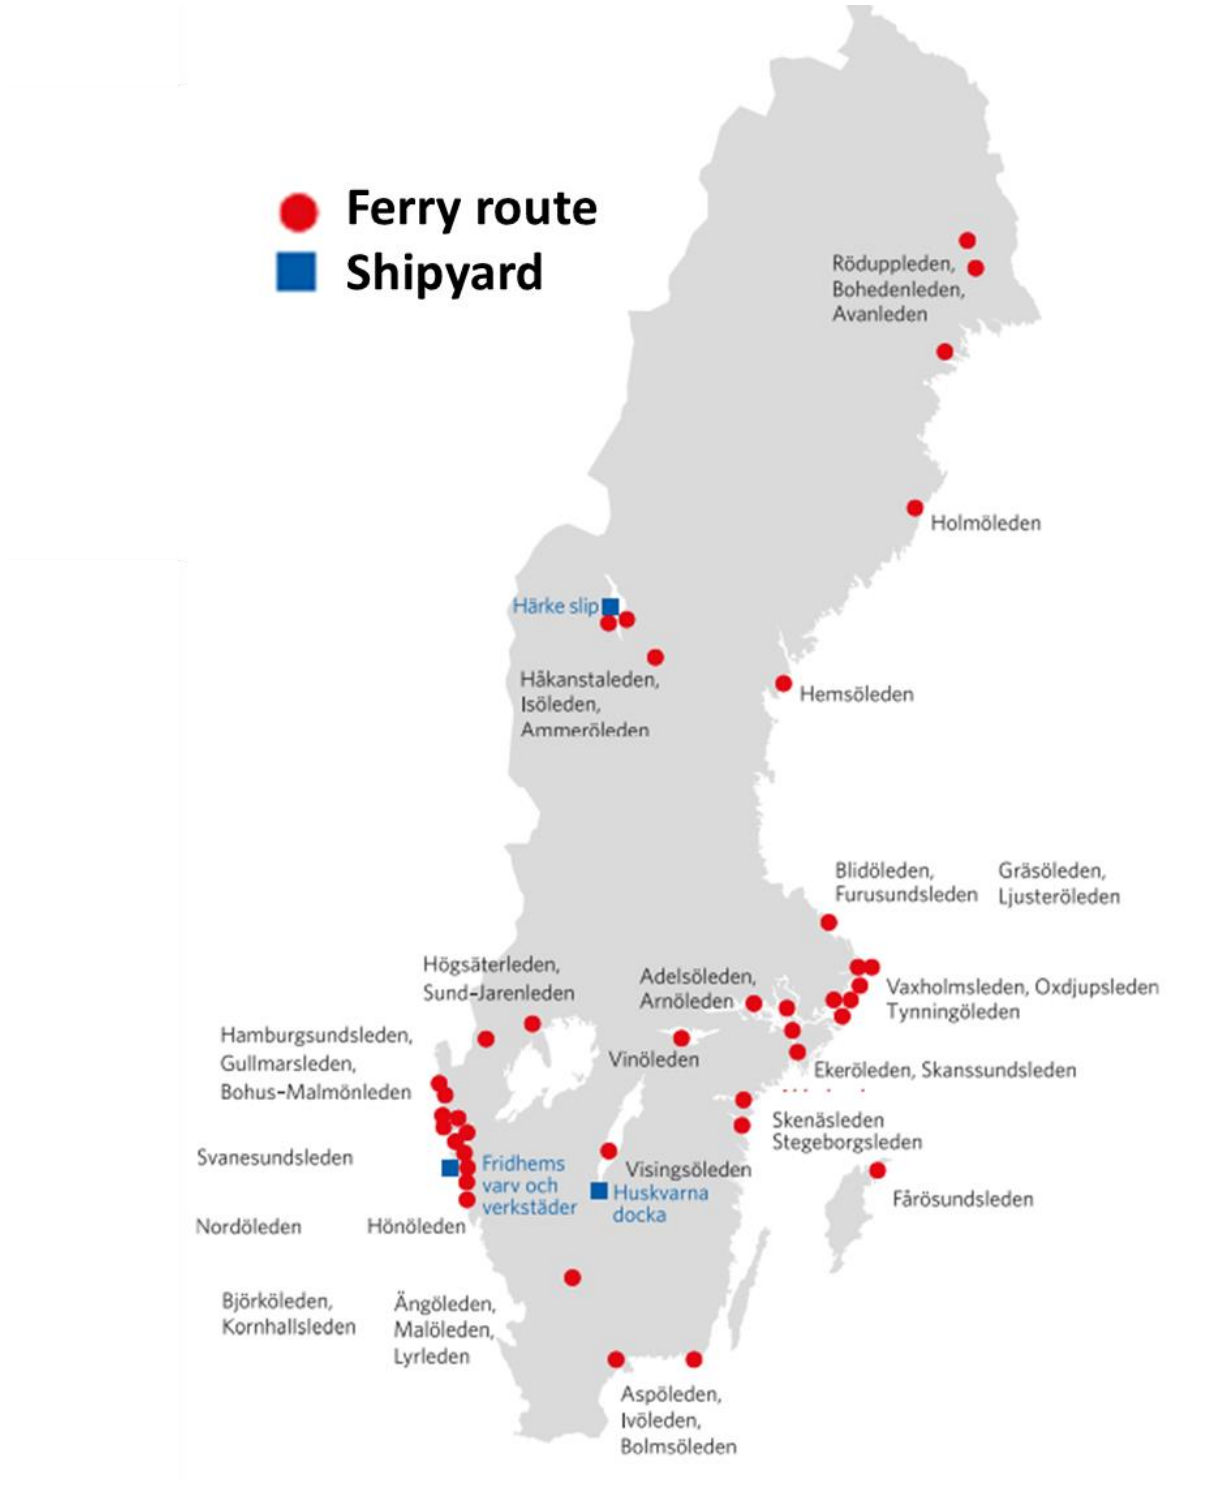 Ferry route
Shipyard
Röduppleden,
Bohedenleden,
Avanleden
Holmöleden
Härke slip
Håkanstaleden,
Isöleden,
Ammeröleden
Hemsöleden
Blidöleden,
Furusundsleden
Gräsöleden,
Ljusteröleden
Högsäterleden,
Sund-Jarenleden
Adelsöleden,
Arnöleden
Vaxholmsleden, Oxdjupsleden
Tynningöleden
Hamburgsundsleden,
Gullmarsleden,
Bohus-Malmönleden
Vinöleden
Ekeröleden, Skanssundsleden
Skenäsleden
Stegeborgsleden
Svanesundsleden
Fridhems
varv och
verkstäder
Visingsöleden
Huskvarna
docka
Fårösundsleden
Nordöleden
Hönöleden
Björköleden,
Kornhallsleden
Ängöleden,
Malöleden,
Lyrleden
Aspöleden,
Ivöleden,
Bolmsöleden